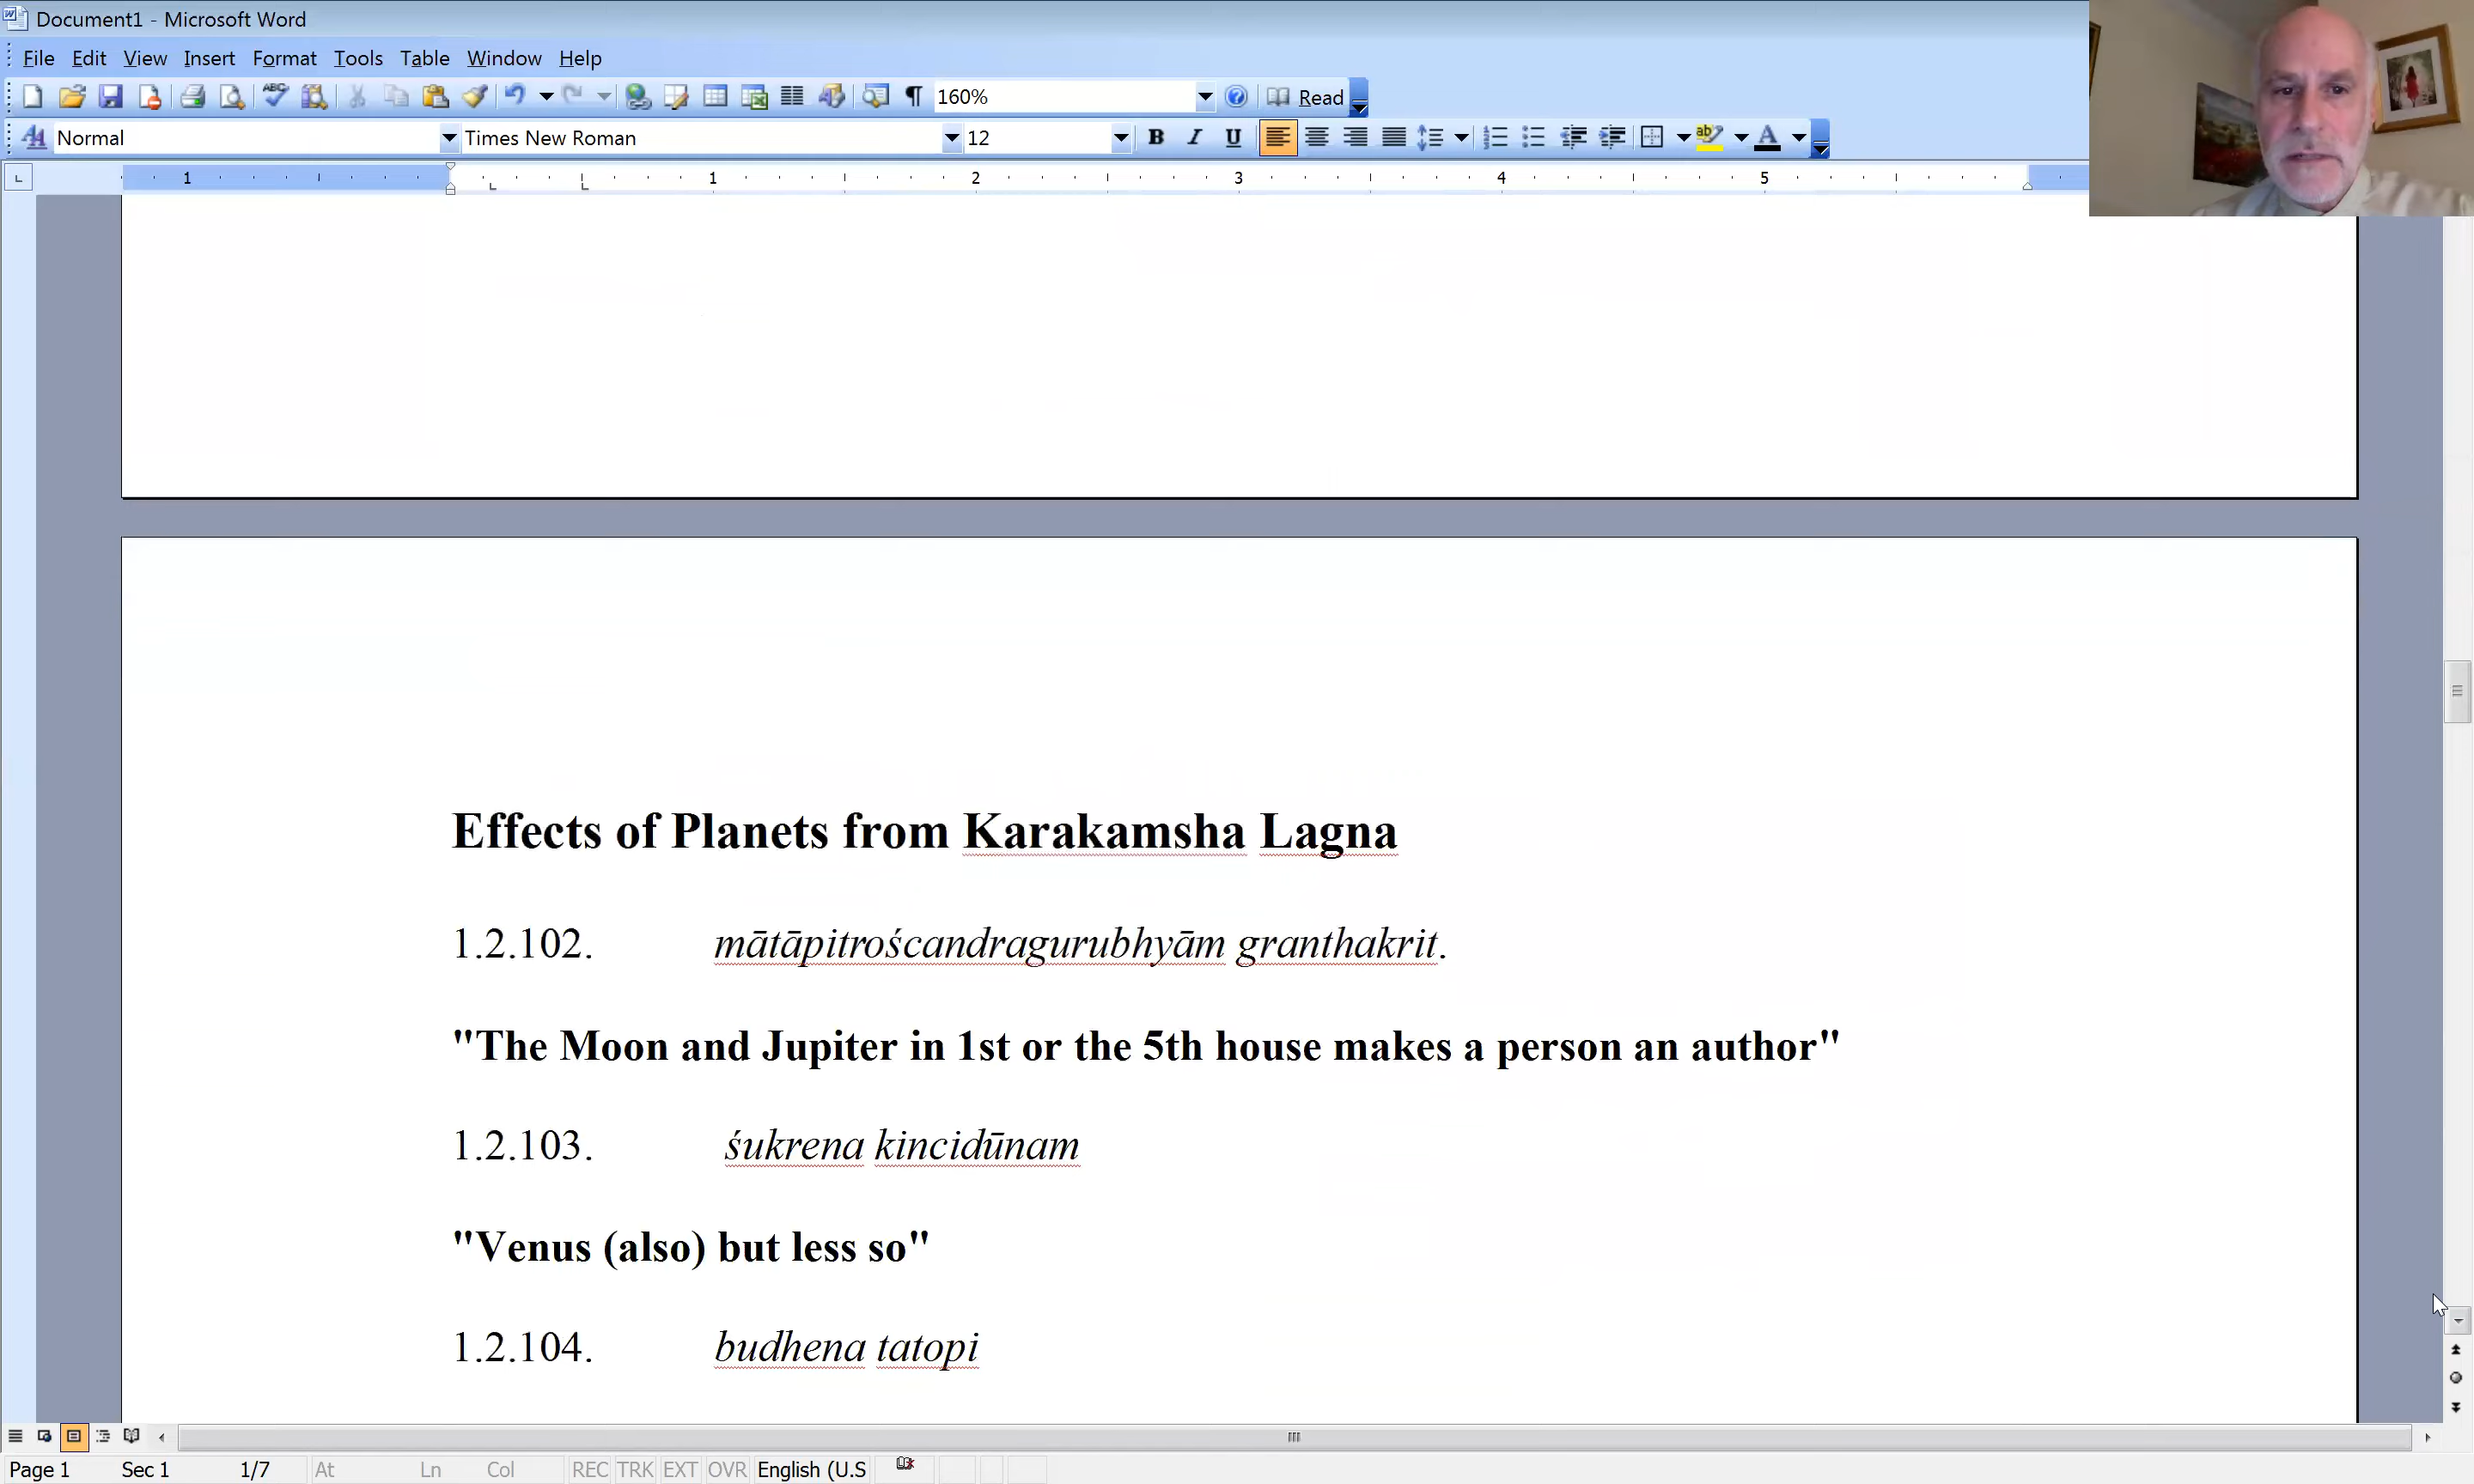 Document1 - Microsoft Word
File Edit View Insert Format Tools Table Window Help
160% Read
Normal Times New Roman 12 B I U
1 1 2 3 4 5
Effects of Planets from Karakamsha Lagna
1.2.102. mātāpitroścandragurubhyām granthakrit.
"The Moon and Jupiter in 1st or the 5th house makes a person an author"
1.2.103. śukrena kincidūnam
"Venus (also) but less so"
1.2.104. budhena tatopi
Page 1 Sec 1 1/7 At Ln Col REC TRK EXT OVR English (U.S